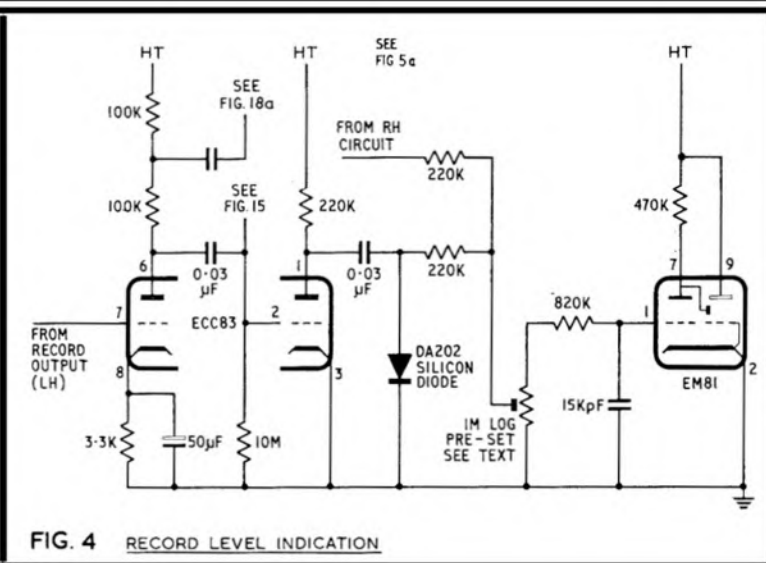 HT
HT
SEE
FIG 5a
HT
100K
SEE
FIG. 18a
FROM RH
CIRCUIT
220K
100K
SEE
FIG. 15
220K
470K
6
0·03
µF
1
0·03
µF
220K
7
9
7
ECC83
2
820K
1
FROM
RECORD
OUTPUT
(LH)
8
3
DA202
SILICON
DIODE
EM81
2
3·3K
50µF
10M
1M LOG
PRE-SET
SEE TEXT
15KpF
FIG. 4 RECORD LEVEL INDICATION